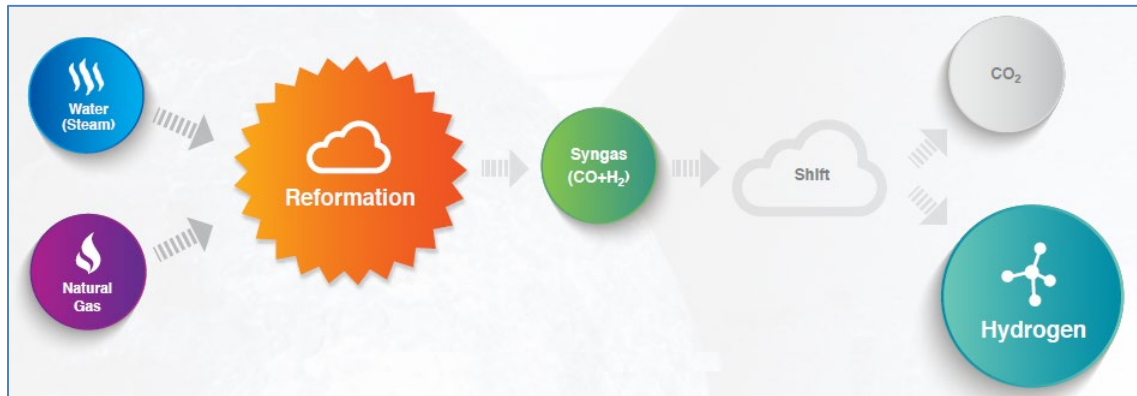 Water
(Steam)
Natural
Gas
Reformation
Syngas
(CO+H₂)
Shift
CO₂
Hydrogen